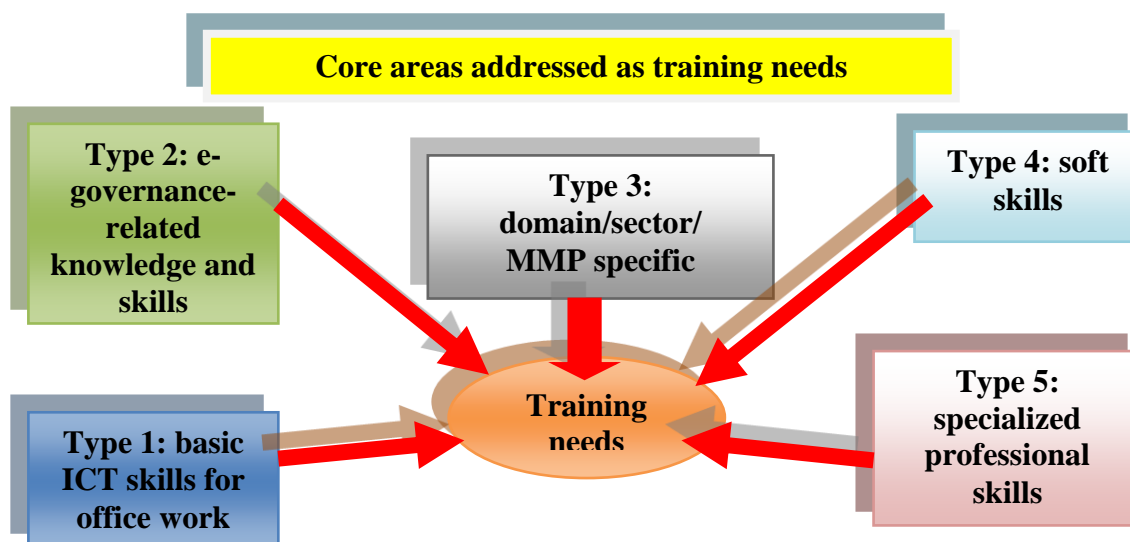 Core areas addressed as training needs
Type 2: e-
governance-
related
knowledge and
skills
Type 3:
domain/sector/
MMP specific
Type 4: soft
skills
Training
needs
Type 1: basic
ICT skills for
office work
Type 5:
specialized
professional
skills